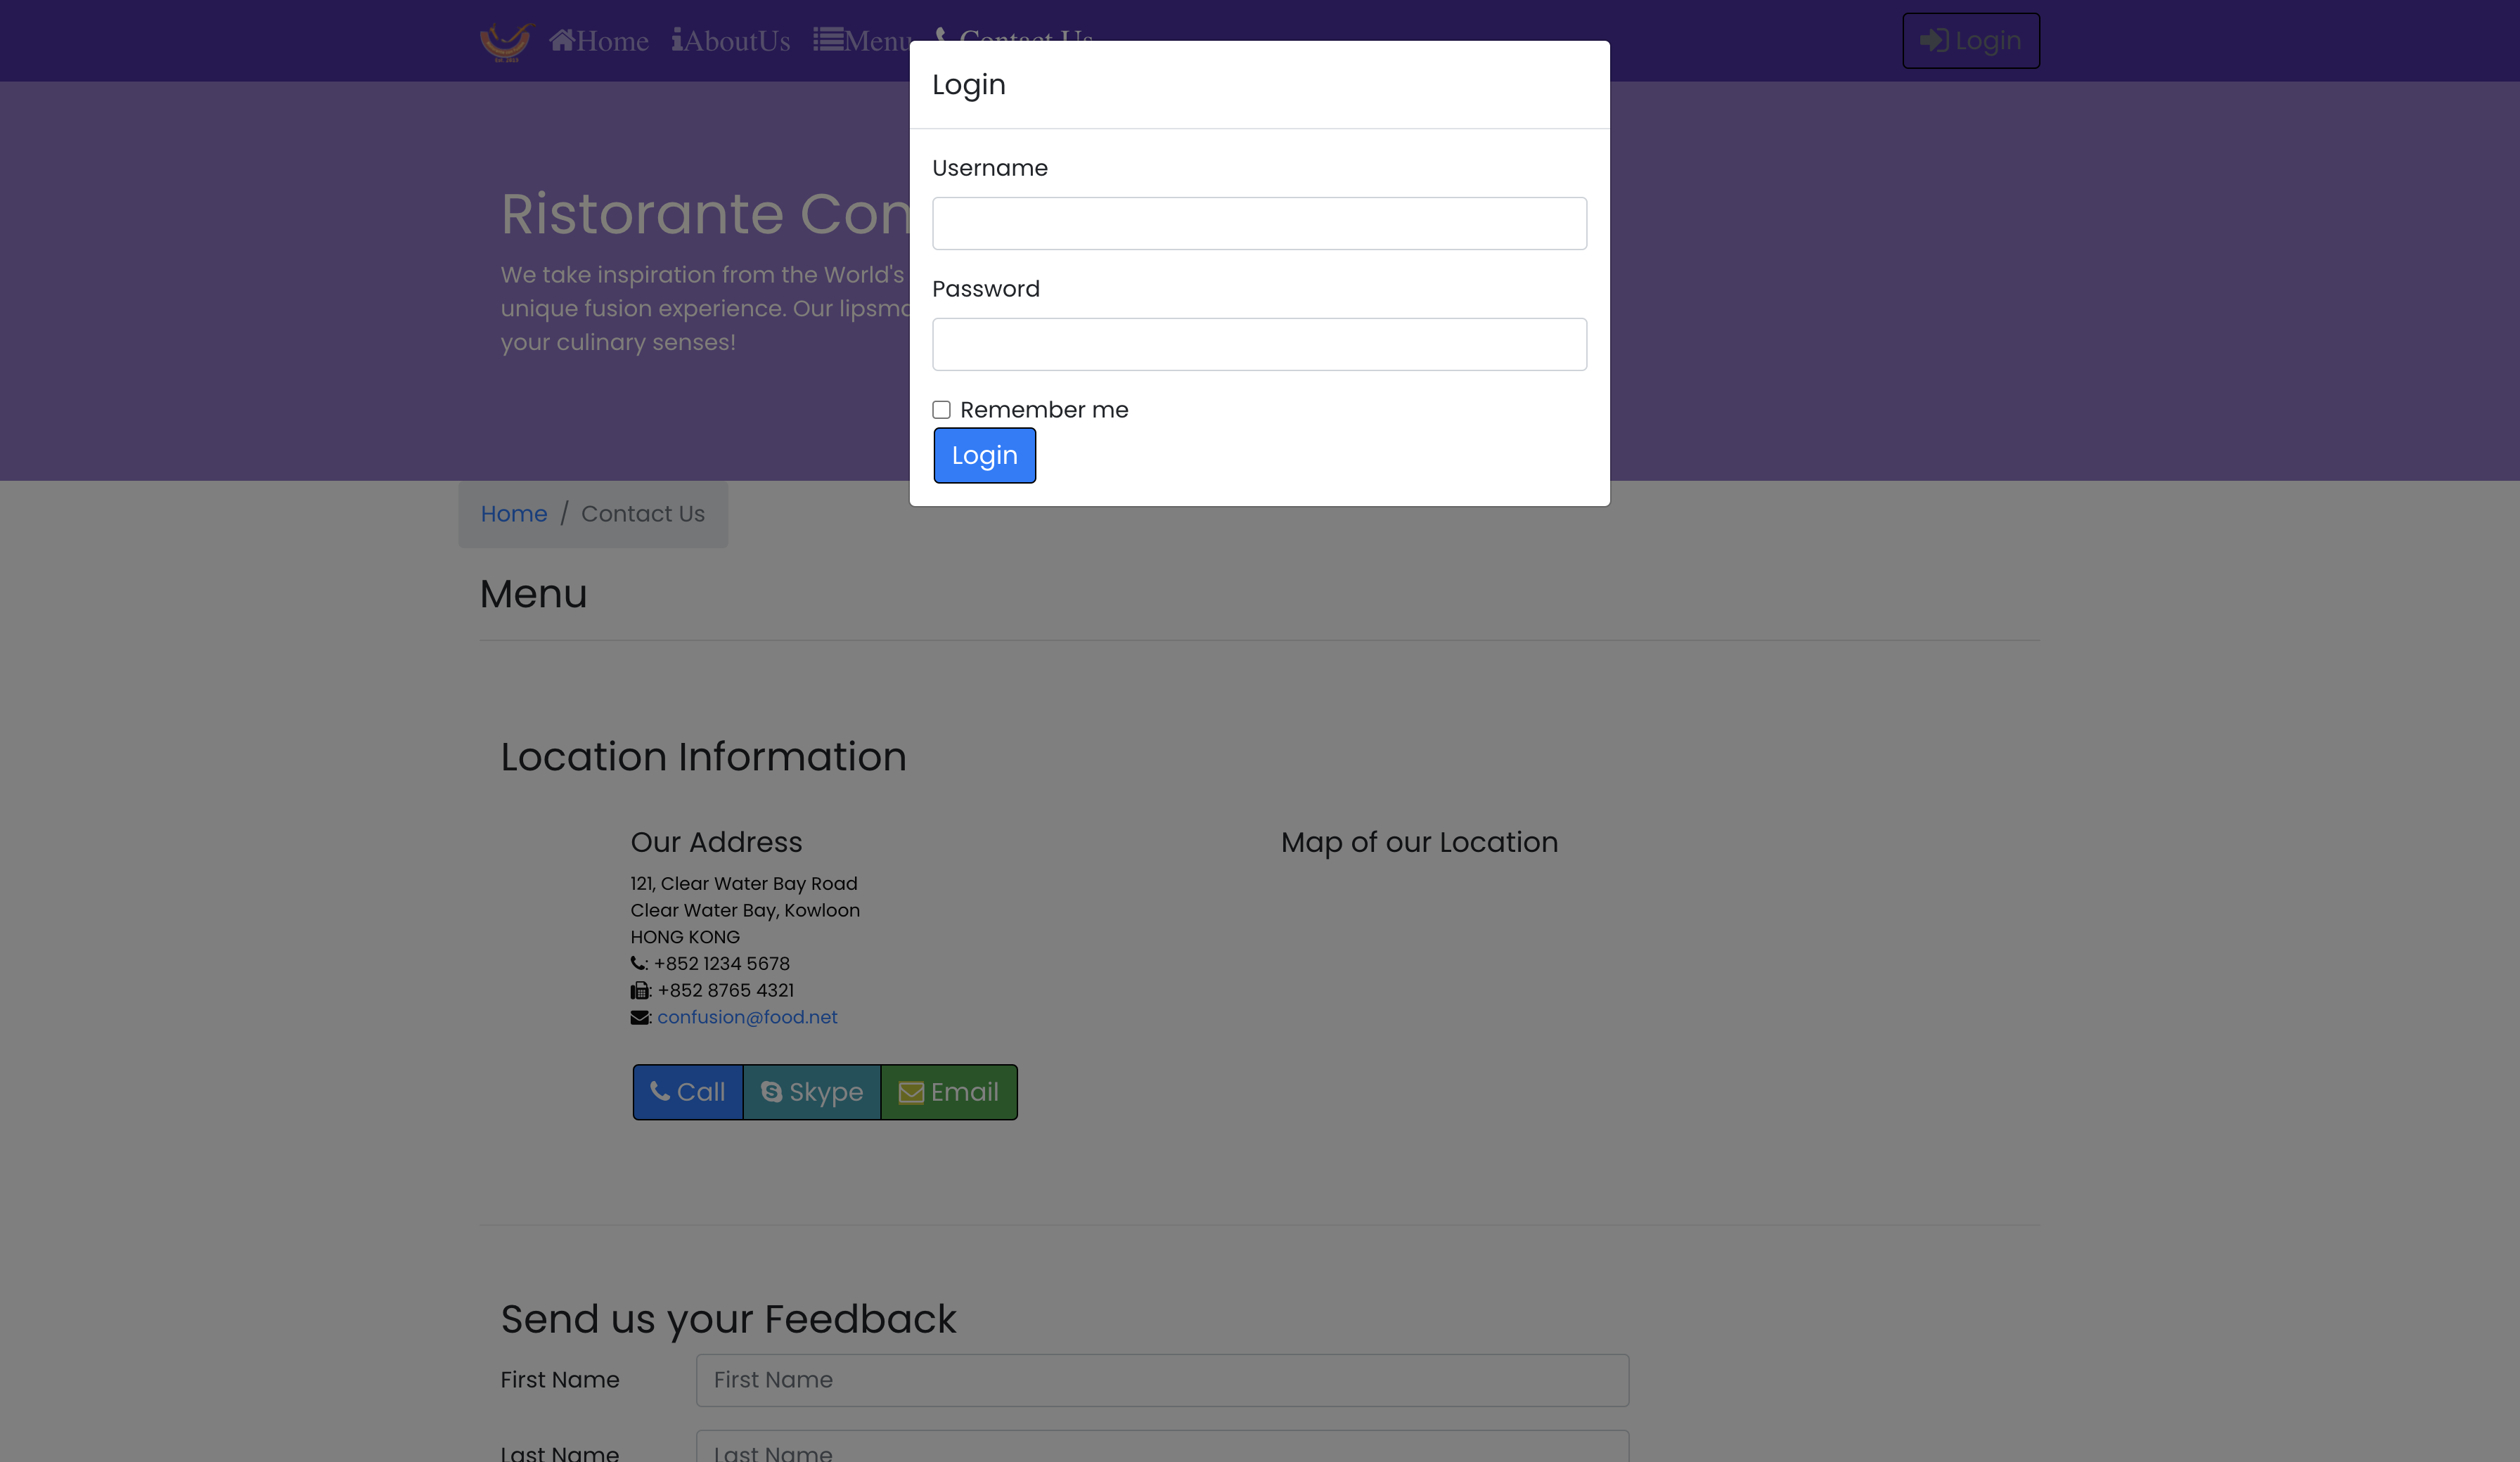 Home AboutUs Menu Contact Us Login
Login
Username
Password
Remember me
Login
Ristorante Con
We take inspiration from the World's
unique fusion experience. Our
your culinary senses!
Home / Contact Us
Menu
Location Information
Our Address
121, Clear Water Bay Road
Clear Water Bay, Kowloon
HONG KONG
: +852 1234 5678
: +852 8765 4321
: confusion@food.net
Call Skype Email
Map of our Location
Send us your Feedback
First Name First Name
Last Name Last Name